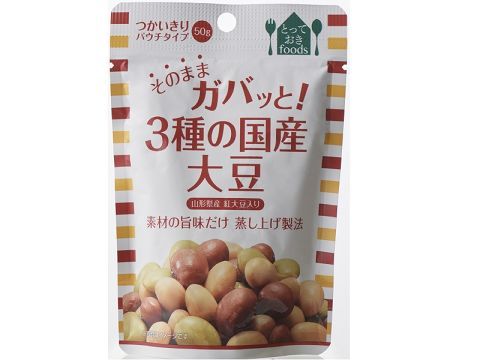 つかいきり
パウチタイプ 50g
とって
おき
foods
そのまま
ガバッと!
3種の国産
大豆
山形県産 紅大豆入り
素材の旨味だけ 蒸し上げ製法